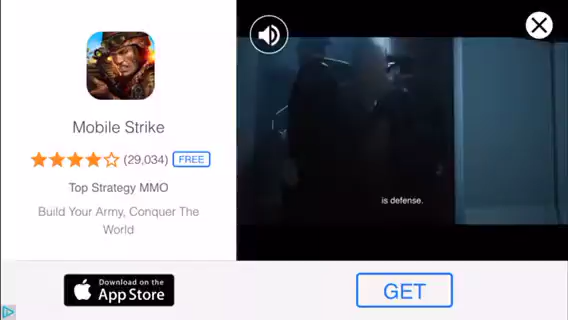 Mobile Strike
(29,034) FREE
Top Strategy MMO
Build Your Army, Conquer The
World
is defense.
Download on the
App Store
GET